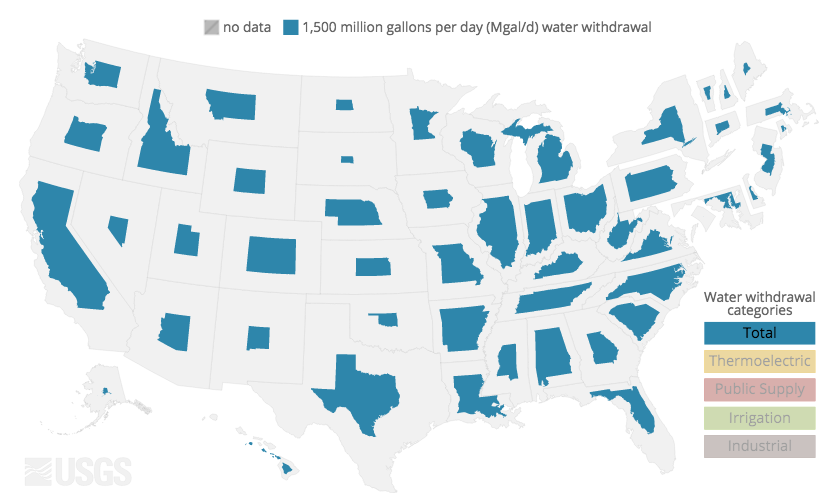 no data 1,500 million gallons per day (Mgal/d) water withdrawal
Water withdrawal
categories
Total
Thermoelectric
Public Supply
Irrigation
Industrial
USGS